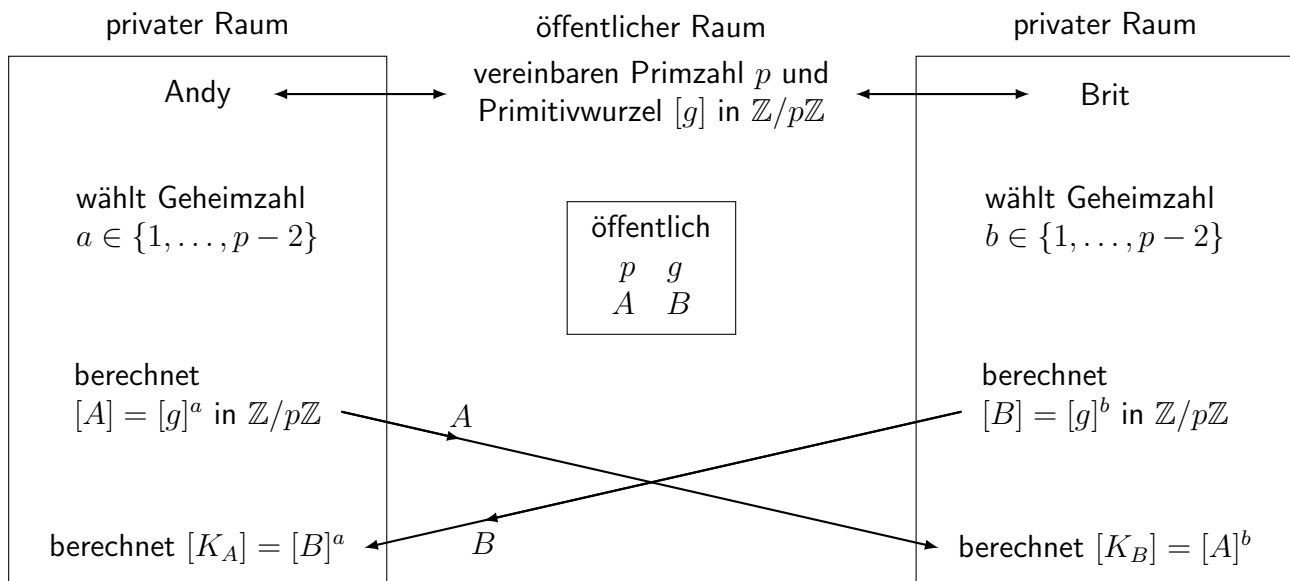 privater Raum
öffentlicher Raum
privater Raum
Andy
vereinbaren Primzahl p und
Primitivwurzel [g] in ℤ/pℤ
Brit
wählt Geheimzahl
a ∈ {1, . . . , p − 2}
öffentlich
p g
A B
wählt Geheimzahl
b ∈ {1, . . . , p − 2}
berechnet
[A] = [g]^a in ℤ/pℤ
A
berechnet
[B] = [g]^b in ℤ/pℤ
berechnet [K_A] = [B]^a
B
berechnet [K_B] = [A]^b